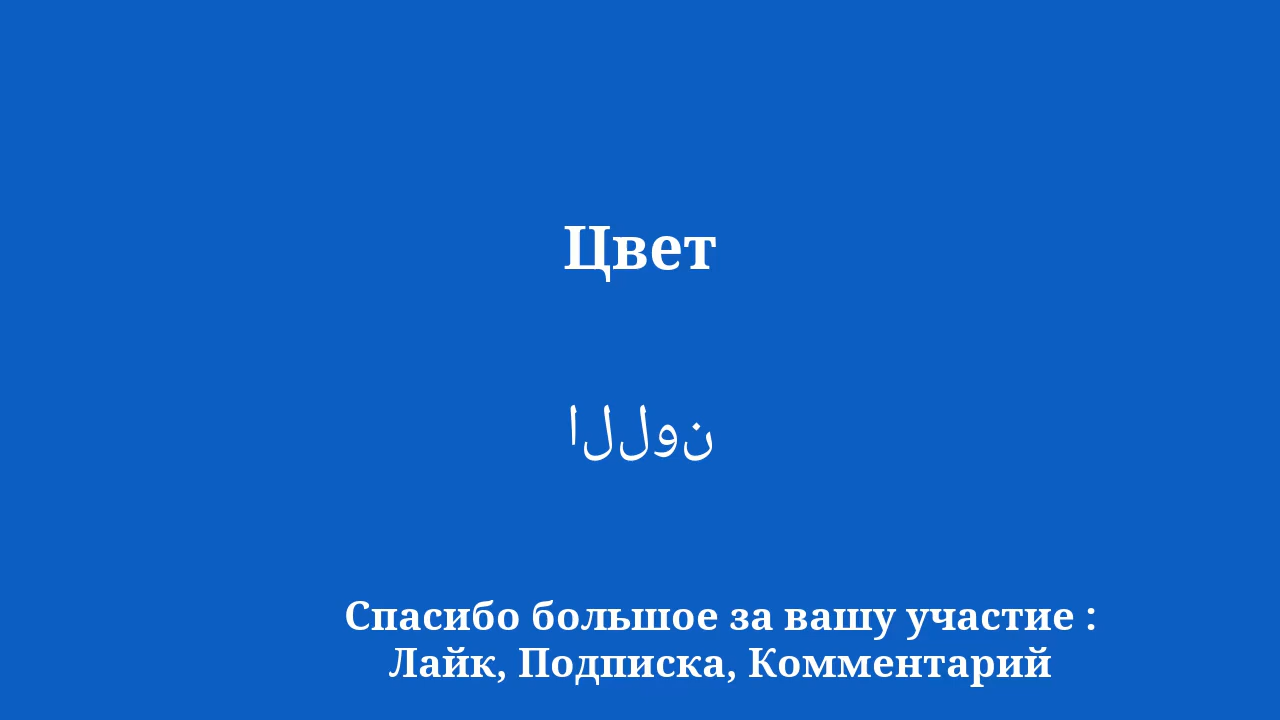 Цвет
اللون
Спасибо большое за вашу участие :
Лайк, Подписка, Комментарий